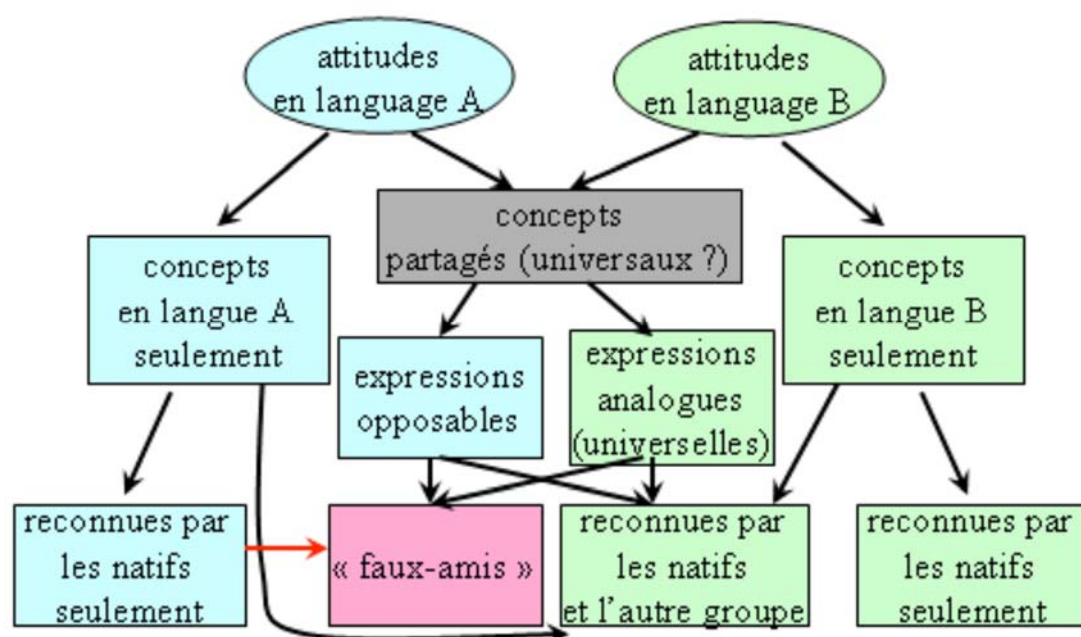 attitudes
en language A
attitudes
en language B
concepts
partagés (universaux ?)
concepts
en langue A
seulement
concepts
en langue B
seulement
expressions
opposables
expressions
analogues
(universelles)
reconnues par
les natifs
seulement
« faux-amis »
reconnues par
les natifs
et l'autre groupe
reconnues par
les natifs
seulement